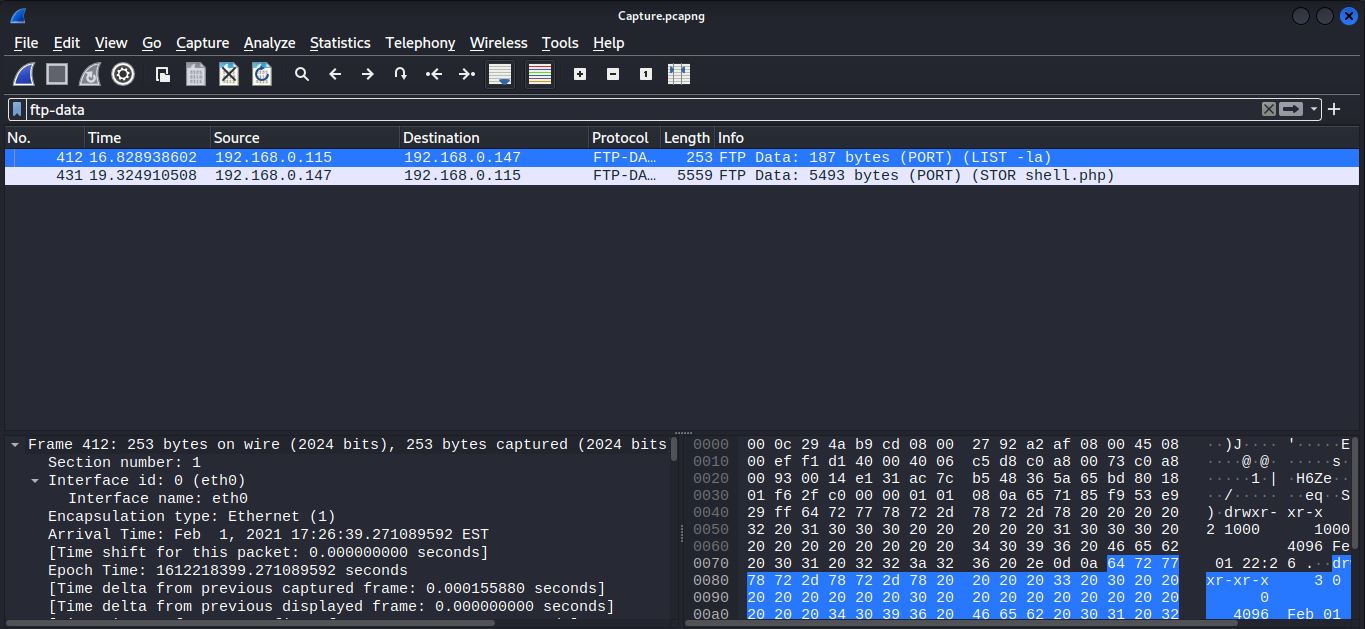 Capture.pcapng
File Edit View Go Capture Analyze Statistics Telephony Wireless Tools Help
ftp-data
No. Time Source Destination Protocol Length Info
412 16.828938602 192.168.0.115 192.168.0.147 FTP-DA… 253 FTP Data: 187 bytes (PORT) (LIST -la)
431 19.324910508 192.168.0.147 192.168.0.115 FTP-DA… 5559 FTP Data: 5493 bytes (PORT) (STOR shell.php)
Frame 412: 253 bytes on wire (2024 bits), 253 bytes captured (2024 bits
Section number: 1
Interface id: 0 (eth0)
Interface name: eth0
Encapsulation type: Ethernet (1)
Arrival Time: Feb  1, 2021 17:26:39.271089592 EST
[Time shift for this packet: 0.000000000 seconds]
Epoch Time: 1612218399.271089592 seconds
[Time delta from previous captured frame: 0.000155880 seconds]
[Time delta from previous displayed frame: 0.000000000 seconds]
0000 00 0c 29 4a b9 cd 08 00 27 92 a2 af 08 00 45 08 ··)J···· '·····E
0010 00 ef f1 d1 40 00 40 06 c5 d8 c0 a8 00 73 c0 a8 ····@·@· ·····s·
0020 00 93 00 14 e1 31 ac 7c b5 48 36 5a 65 bd 80 18 ·····1·| ·H6Ze··
0030 01 f6 2f c0 00 00 01 01 08 0a 65 71 85 f9 53 e9 ··/····· ··eq··S
0040 29 ff 64 72 77 78 72 2d 78 72 2d 78 20 20 20 20 )·drwxr- xr-x
0050 32 20 31 30 30 30 20 20 20 20 20 20 31 30 30 30 2 1000 1000
0060 20 20 20 20 20 20 20 20 34 30 39 36 20 46 65 62 4096 Fe
0070 20 30 31 20 32 32 3a 32 36 20 2e 0d 0a 64 72 77 01 22:2 6 .··dr
0080 78 72 2d 78 72 2d 78 20 20 20 20 33 20 30 20 20 xr-xr-x 3 0
0090 20 20 20 20 20 20 20 30 20 20 20 20 20 20 20 20 0
00a0 20 20 20 34 30 39 36 20 46 65 62 20 30 31 20 32 4096 Feb 01